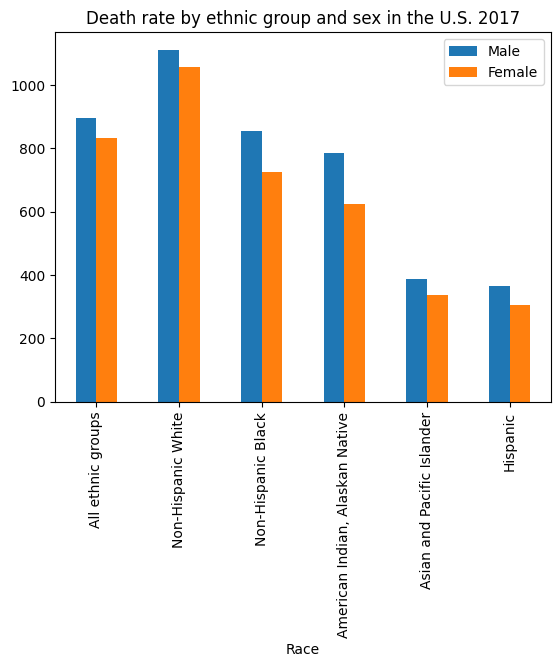 Death rate by ethnic group and sex in the U.S. 2017
Male
Female
1000
800
600
400
200
0
All ethnic groups
Non-Hispanic White
Non-Hispanic Black
American Indian, Alaskan Native
Asian and Pacific Islander
Hispanic
Race